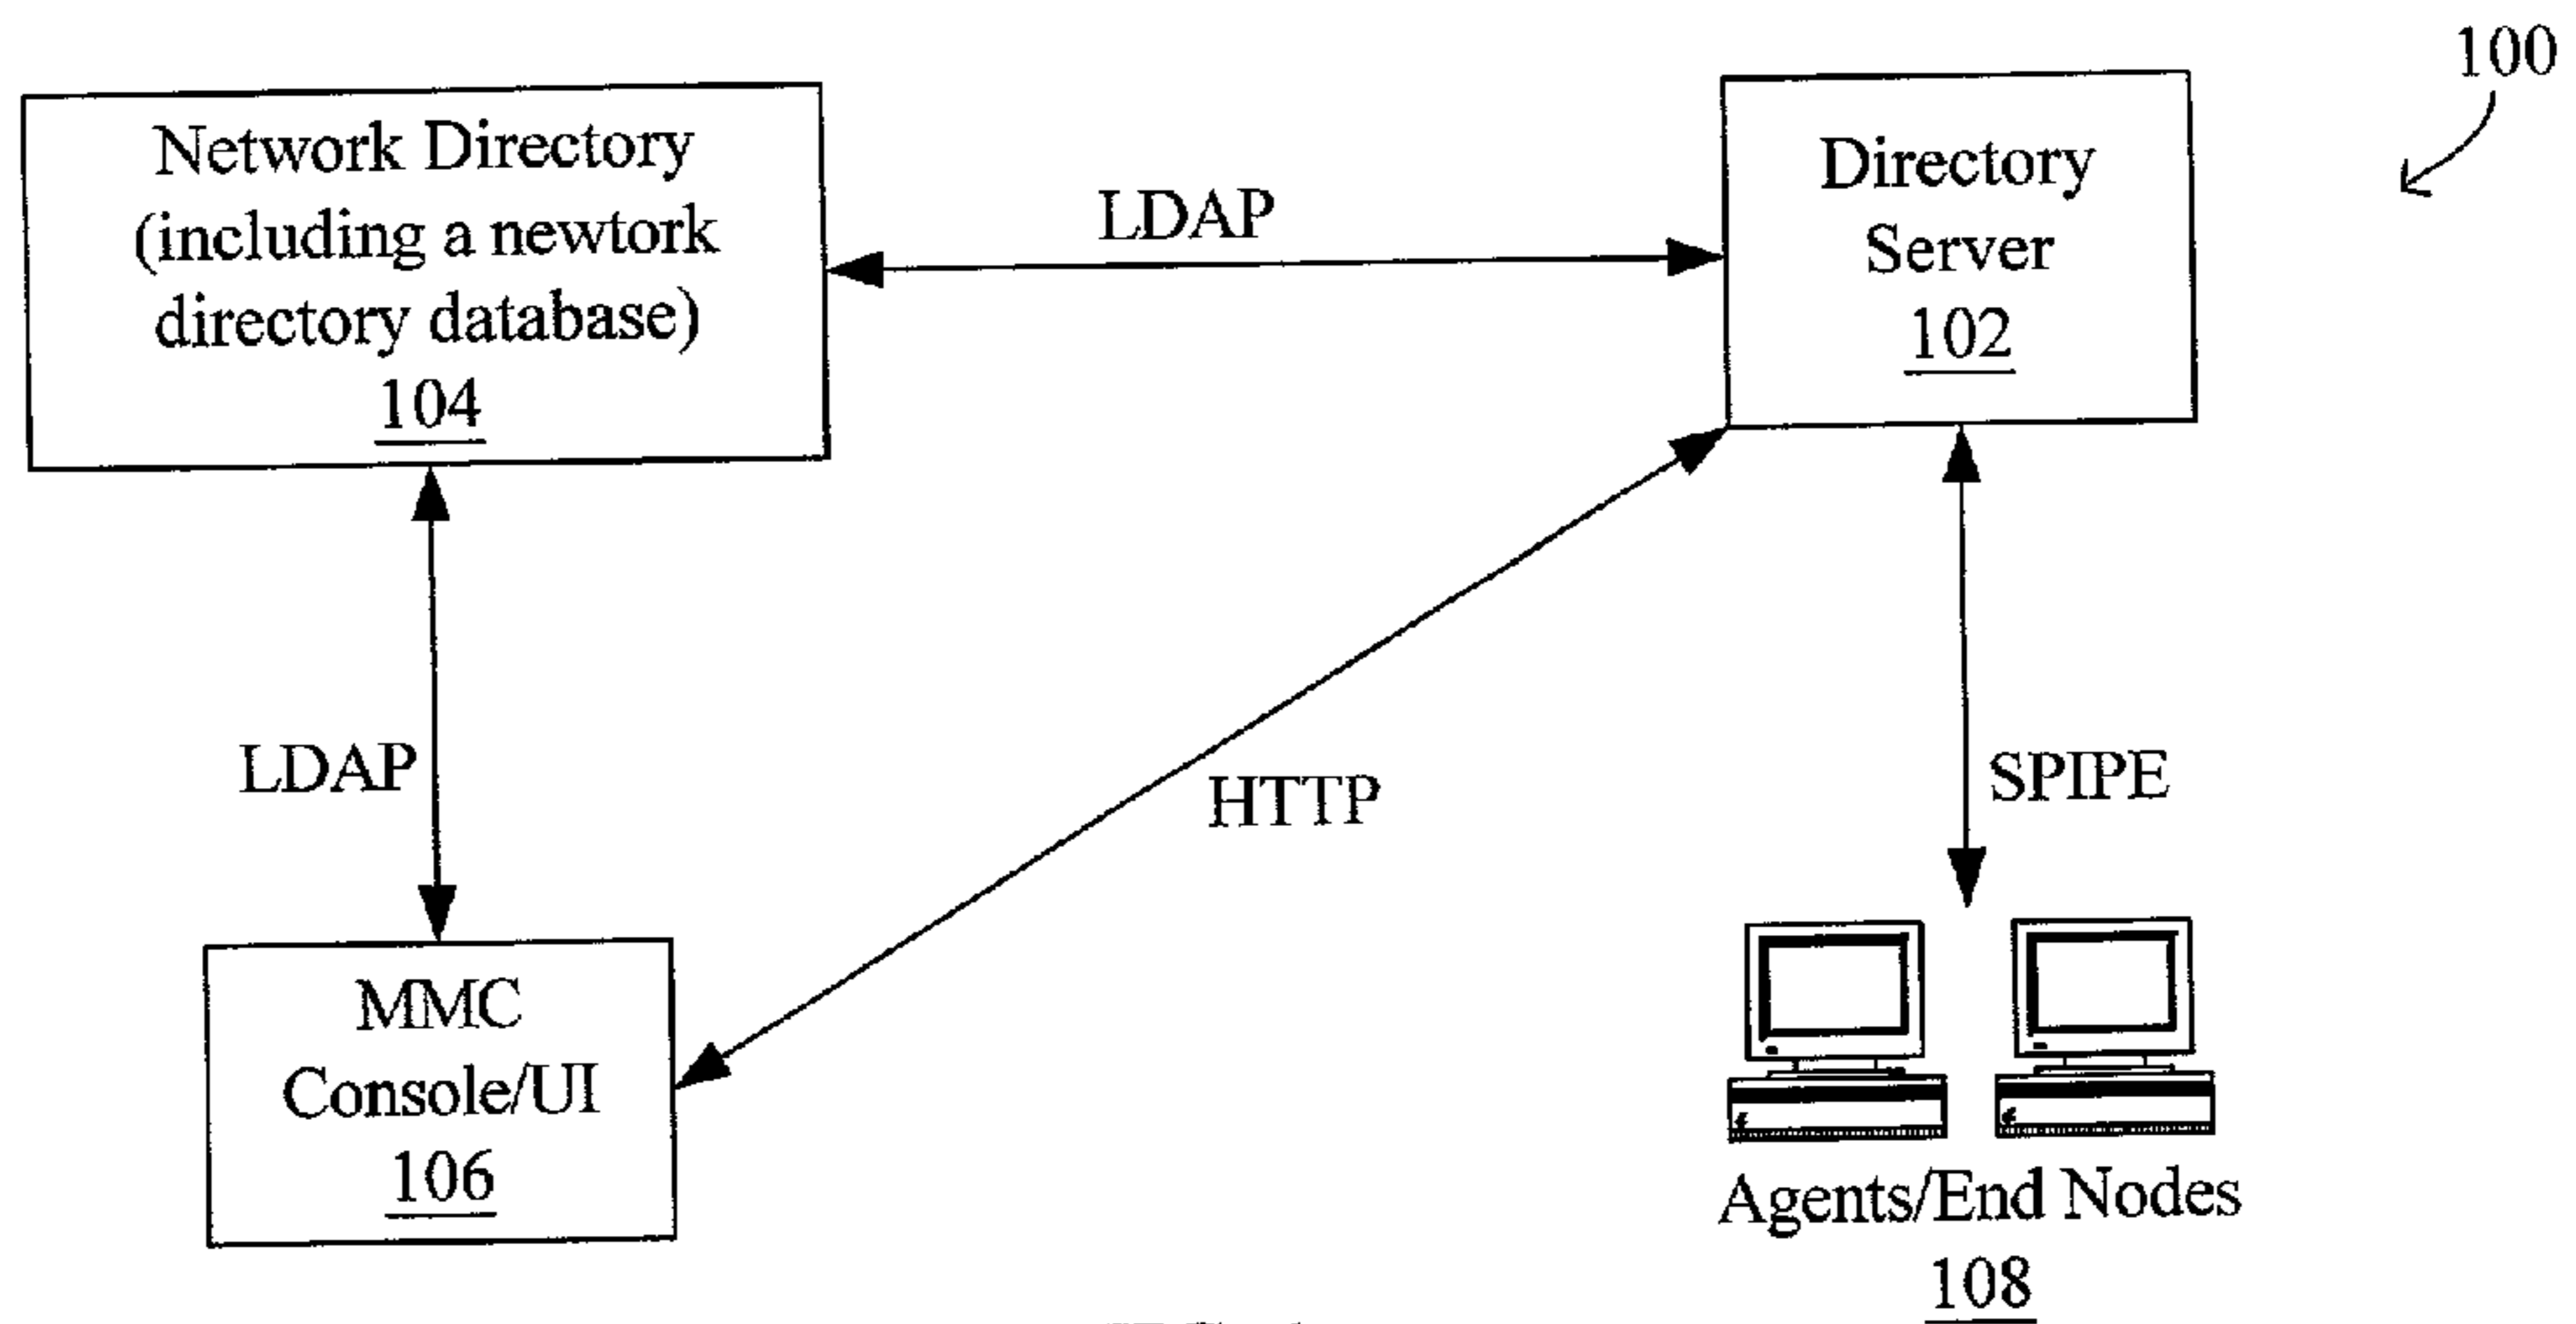 100
Network Directory
(including a newtork
directory database)
104
LDAP
Directory
Server
102
LDAP
HTTP
SPIPE
MMC
Console/UI
106
Agents/End Nodes
108